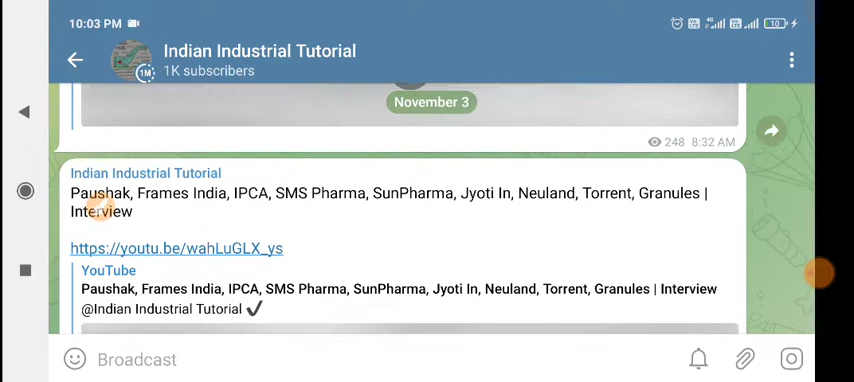 10:03 PM
10
Indian Industrial Tutorial
1M
1K subscribers
November 3
248 8:32 AM
Indian Industrial Tutorial
Paushak, Frames India, IPCA, SMS Pharma, SunPharma, Jyoti In, Neuland, Torrent, Granules |
Interview
https://youtu.be/wahLuGLX_ys
YouTube
Paushak, Frames India, IPCA, SMS Pharma, SunPharma, Jyoti In, Neuland, Torrent, Granules | Interview
@Indian Industrial Tutorial ✔
Broadcast